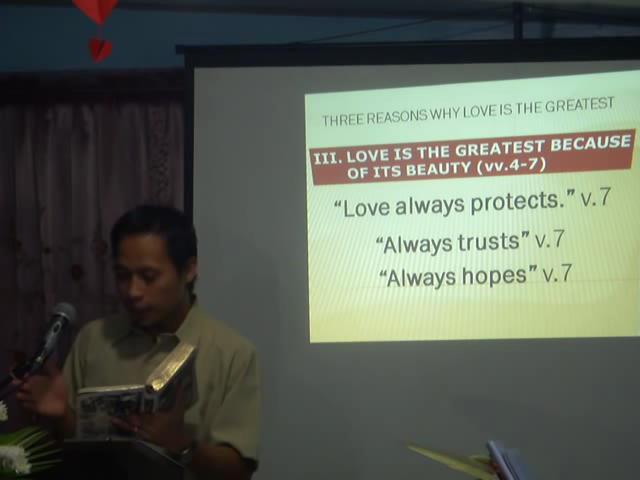 THREE REASONS WHY LOVE IS THE GREATEST
III. LOVE IS THE GREATEST BECAUSE
OF ITS BEAUTY (vv.4-7)
“Love always protects.” v.7
“Always trusts” v.7
“Always hopes” v.7